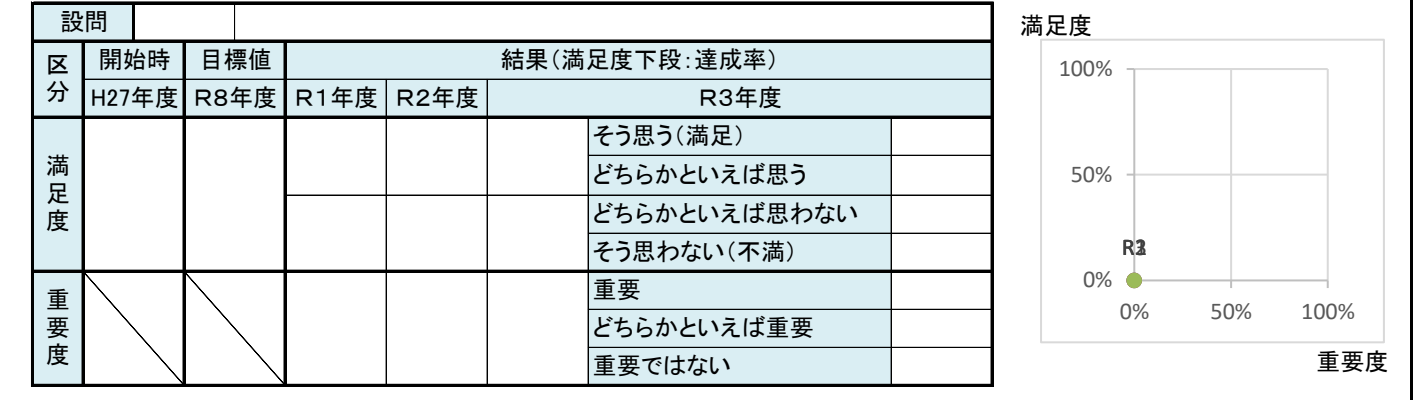 設問
区分 開始時 目標値 結果（満足度下段：達成率）
H27年度 R8年度 R1年度 R2年度 R3年度
満足度
そう思う（満足）
どちらかといえば思う
どちらかといえば思わない
そう思わない（不満）
重要度
重要
どちらかといえば重要
重要ではない
満足度
100%
50%
0%
0% 50% 100%
重要度